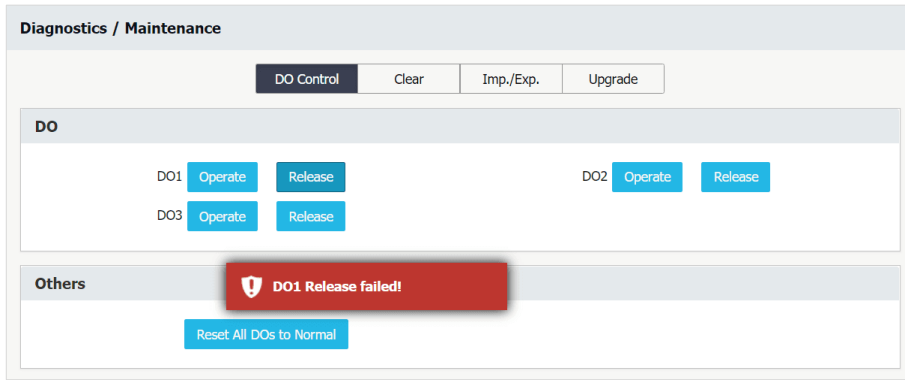 Diagnostics / Maintenance
DO Control Clear Imp./Exp. Upgrade
DO
DO1 Operate Release DO2 Operate Release
DO3 Operate Release
Others
DO1 Release failed!
Reset All DOs to Normal